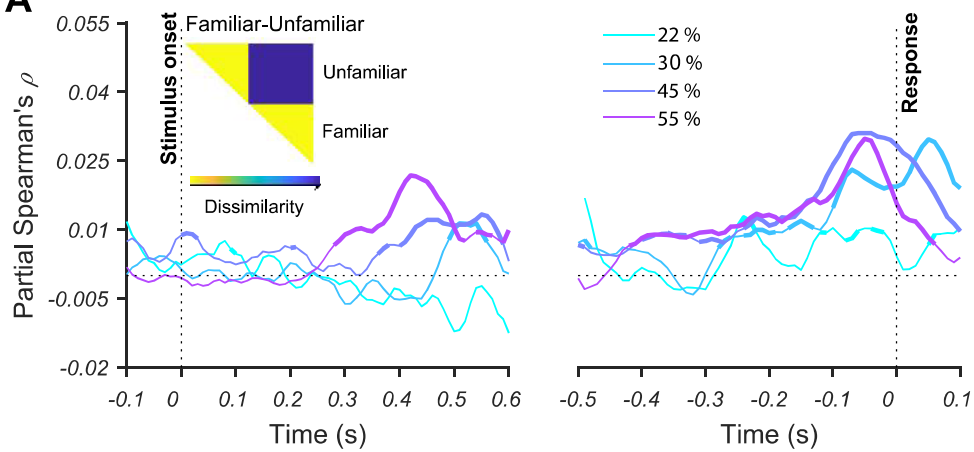 A
Familiar-Unfamiliar
Unfamiliar
Familiar
Dissimilarity
Stimulus onset
Partial Spearman's ρ
0.055
0.04
0.025
0.01
-0.005
-0.02
-0.1 0 0.1 0.2 0.3 0.4 0.5 0.6
Time (s)
22 %
30 %
45 %
55 %
Response
-0.5 -0.4 -0.3 -0.2 -0.1 0 0.1
Time (s)